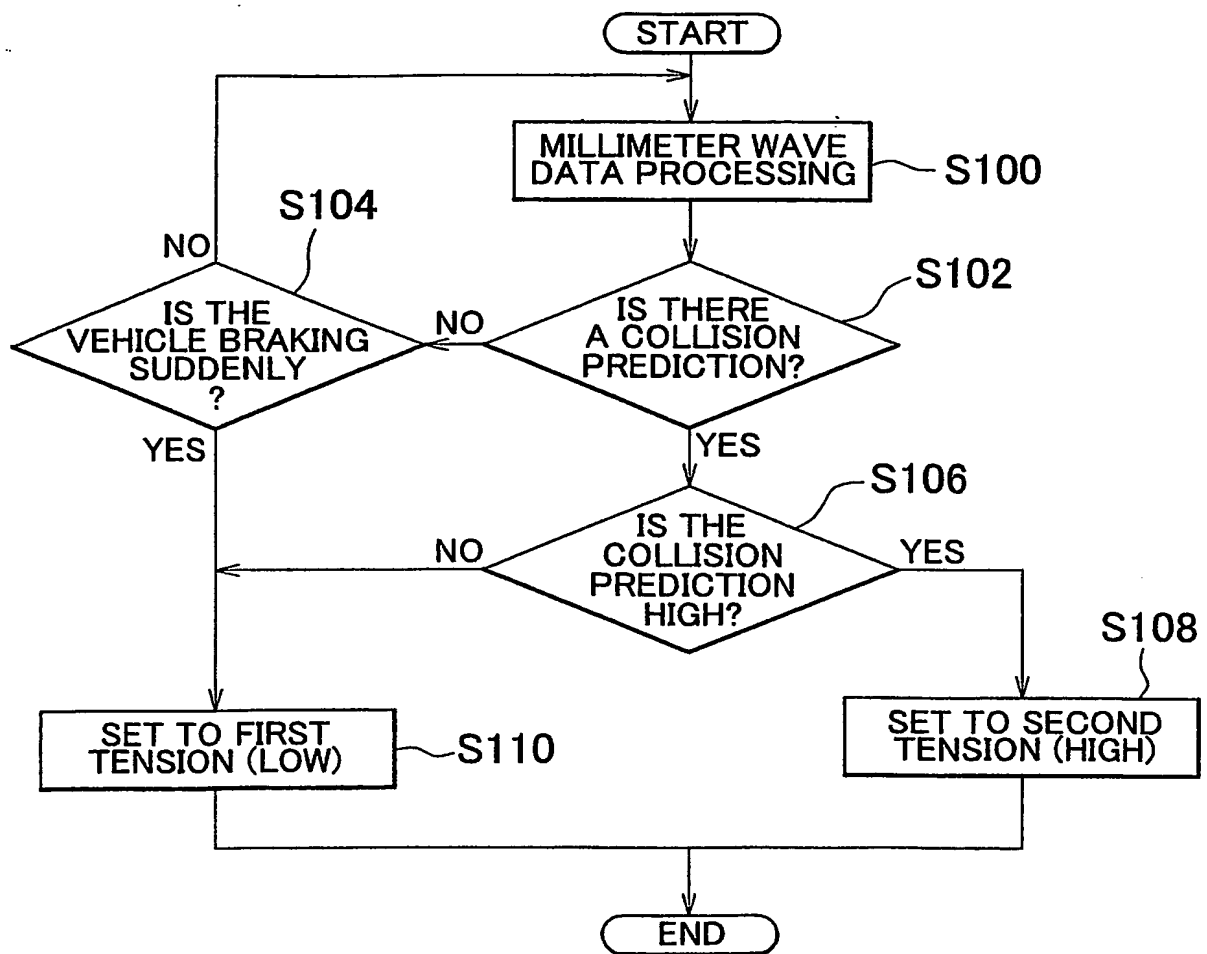 START
MILLIMETER WAVE
DATA PROCESSING
S100
S104
NO
S102
IS THE
VEHICLE BRAKING
SUDDENLY
?
NO
IS THERE
A COLLISION
PREDICTION?
YES
YES
S106
NO
IS THE
COLLISION
PREDICTION
HIGH?
YES
S108
SET TO FIRST
TENSION (LOW)
S110
SET TO SECOND
TENSION (HIGH)
END